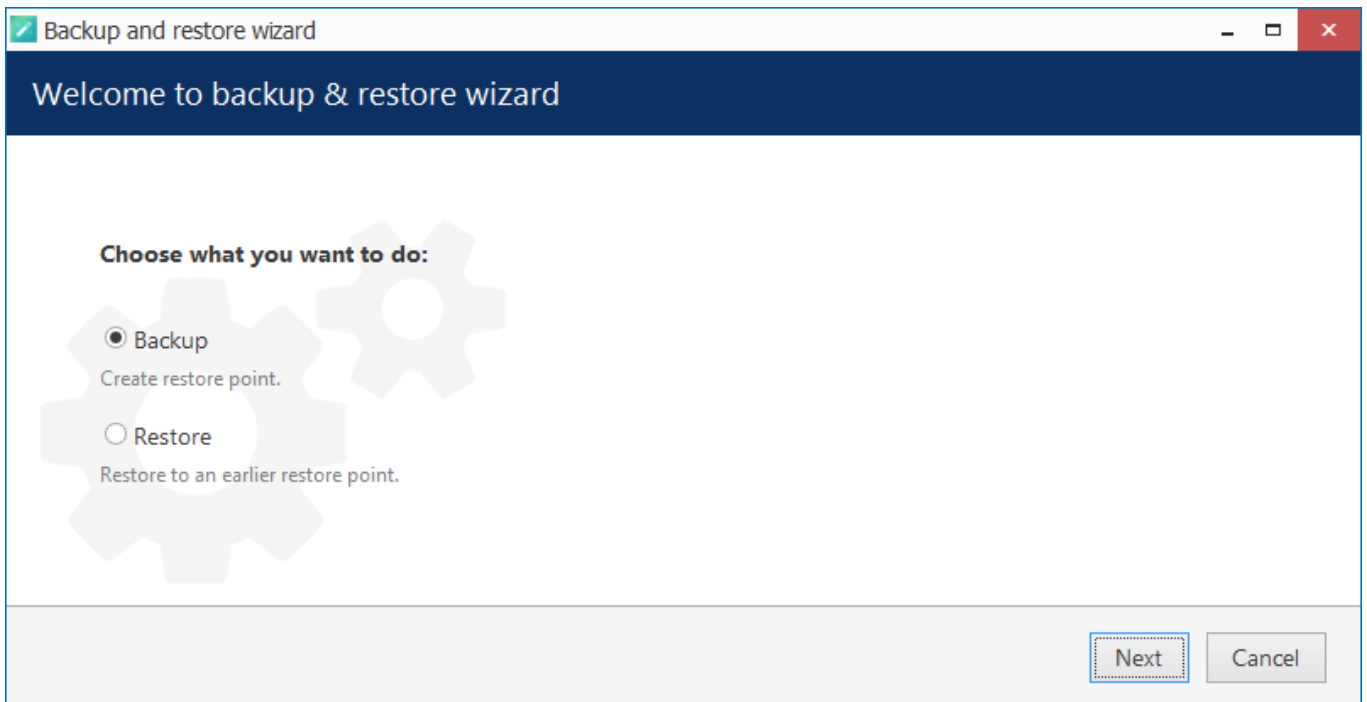 Backup and restore wizard
Welcome to backup & restore wizard
Choose what you want to do:
Backup
Create restore point.
Restore
Restore to an earlier restore point.
Next
Cancel